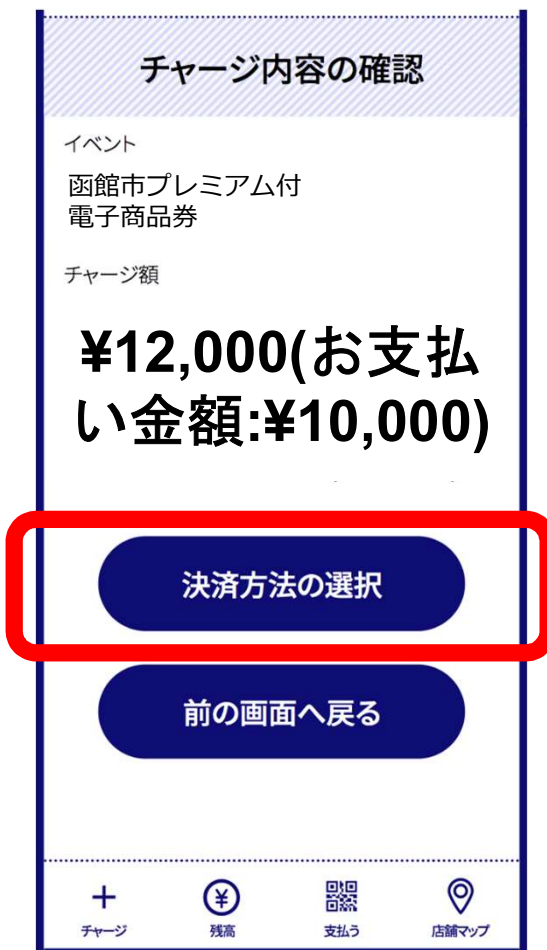 チャージ内容の確認
イベント
函館市プレミアム付
電子商品券
チャージ額
¥12,000(お支払
い金額:¥10,000)
決済方法の選択
前の画面へ戻る
チャージ
残高
支払う
店舗マップ